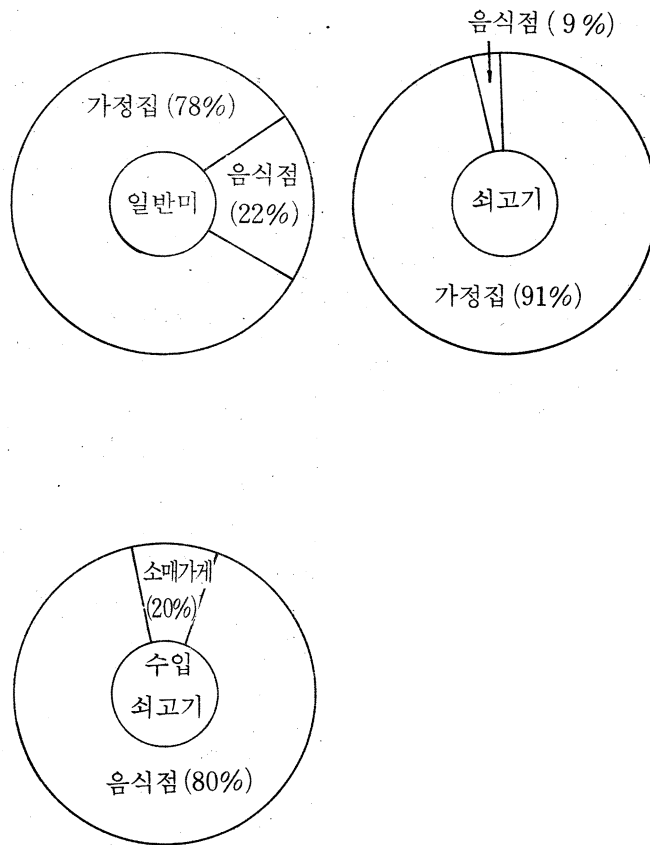 음식점 (9%)
가정집 (78%)
음식점
(22%)
일반미
쇠고기
가정집 (91%)
소매가게
(20%)
수입
쇠고기
음식점 (80%)